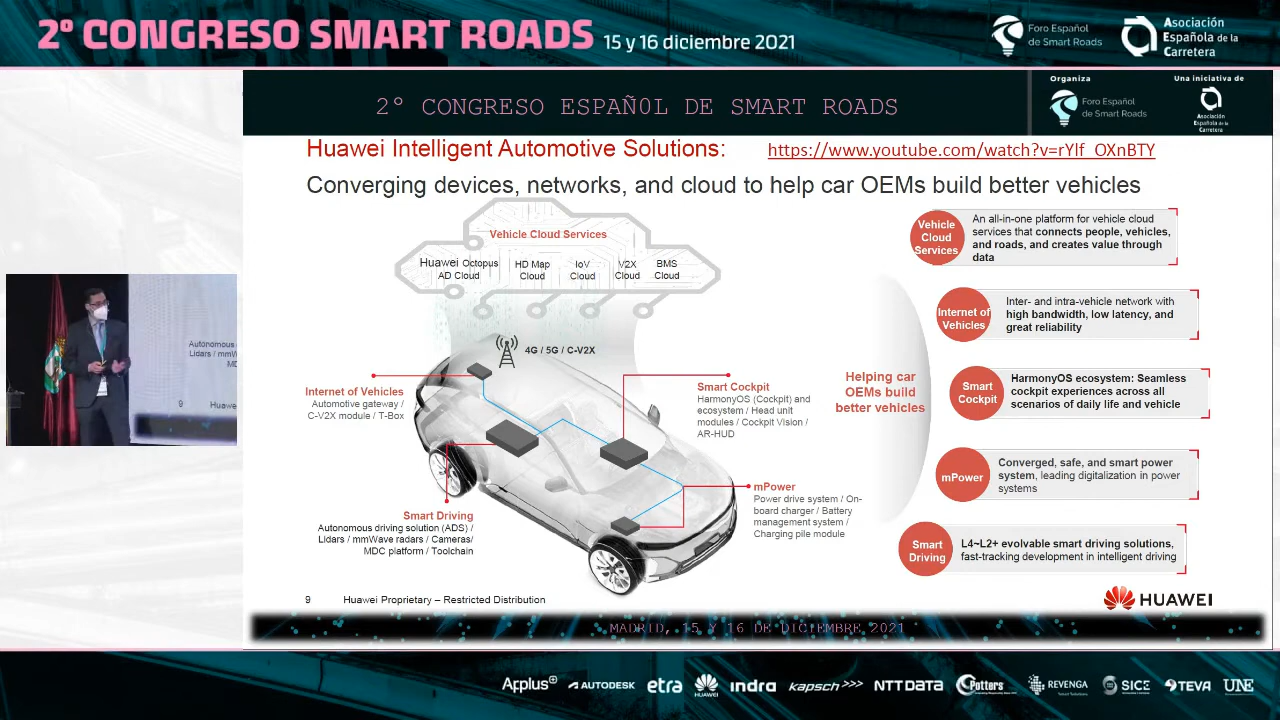 2º CONGRESO SMART ROADS 15 y 16 diciembre 2021
Foro Español
de Smart Roads
Asociación
Española de la
Carretera
2º CONGRESO ESPAÑ0L DE SMART ROADS
Organiza
Foro Español
de Smart Roads
Una iniciativa de
Asociación
Española de la
Carretera
Huawei Intelligent Automotive Solutions:
https://www.youtube.com/watch?v=rYlf_OXnBTY
Converging devices, networks, and cloud to help car OEMs build better vehicles
Vehicle Cloud Services
Huawei Octopus
AD Cloud
HD Map
Cloud
IoV
Cloud
V2X
Cloud
BMS
Cloud
4G / 5G / C-V2X
Internet of Vehicles
Automotive gateway /
C-V2X module / T-Box
Smart Cockpit
HarmonyOS (Cockpit) and
ecosystem / Head unit
modules / Cockpit Vision /
AR-HUD
Smart Driving
Autonomous driving solution (ADS) /
Lidars / mmWave radars / Cameras/
MDC platform / Toolchain
mPower
Power drive system / On-
board charger / Battery
management system /
Charging pile module
Helping car
OEMs build
better vehicles
Vehicle
Cloud
Services
An all-in-one platform for vehicle cloud
services that connects people, vehicles,
and roads, and creates value through
data
Internet of
Vehicles
Inter- and intra-vehicle network with
high bandwidth, low latency, and
great reliability
Smart
Cockpit
HarmonyOS ecosystem: Seamless
cockpit experiences across all
scenarios of daily life and vehicle
mPower
Converged, safe, and smart power
system, leading digitalization in power
systems
Smart
Driving
L4~L2+ evolvable smart driving solutions,
fast-tracking development in intelligent driving
9 Huawei Proprietary – Restricted Distribution
HUAWEI
MADRID, 15 Y 16 DE DICIEMBRE 2021
Autonomous
Lidars / mmW
MD
9 Huawe
Applus+ AUTODESK etra HUAWEI indra kapsch >>> NTT DATA Potters REVENGA SICE TEVA UNE